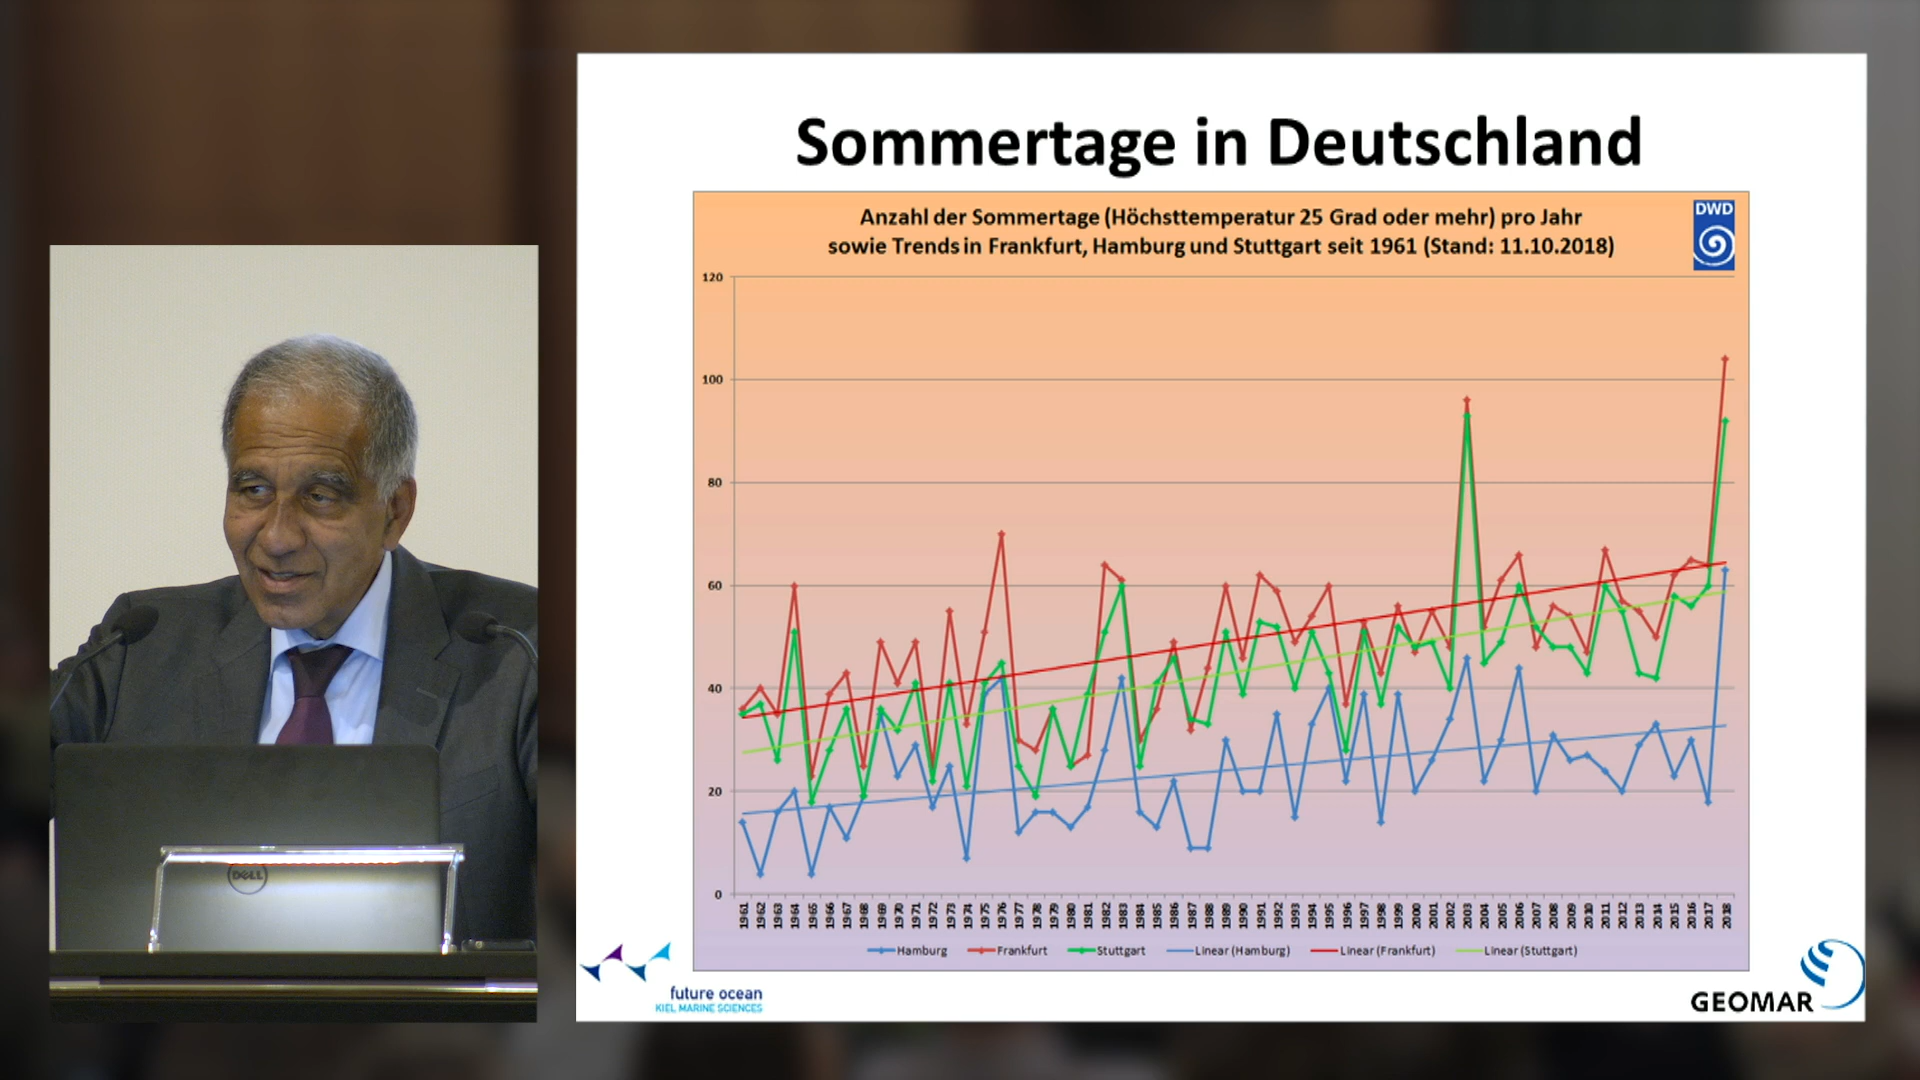 Sommertage in Deutschland
Anzahl der Sommertage (Höchsttemperatur 25 Grad oder mehr) pro Jahr
sowie Trends in Frankfurt, Hamburg und Stuttgart seit 1961 (Stand: 11.10.2018)
DWD
120
100
80
60
40
20
0
1961 1962 1963 1964 1965 1966 1967 1968 1969 1970 1971 1972 1973 1974 1975 1976 1977 1978 1979 1980 1981 1982 1983 1984 1985 1986 1987 1988 1989 1990 1991 1992 1993 1994 1995 1996 1997 1998 1999 2000 2001 2002 2003 2004 2005 2006 2007 2008 2009 2010 2011 2012 2013 2014 2015 2016 2017 2018
Hamburg Frankfurt Stuttgart Linear (Hamburg) Linear (Frankfurt) Linear (Stuttgart)
future ocean
KIEL MARINE SCIENCES
GEOMAR
DELL